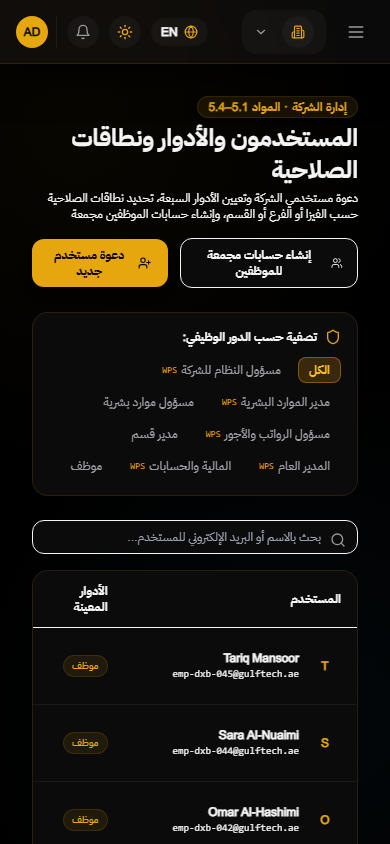 AD
EN
إدارة الشركة · المواد 5.1–5.4
المستخدمون والأدوار ونطاقات
الصلاحية
دعوة مستخدمي الشركة وتعيين الأدوار السبعة، تحديد نطاقات الصلاحية
حسب الفيزا أو الفرع أو القسم، وإنشاء حسابات الموظفين مجمعة
إنشاء حسابات مجمعة
للموظفين
دعوة مستخدم
جديد
تصفية حسب الدور الوظيفي:
الكل
مسؤول النظام للشركة WPS
مدير الموارد البشرية WPS
مسؤول موارد بشرية
مسؤول الرواتب والأجور WPS
مدير قسم
المدير العام WPS
المالية والحسابات WPS
موظف
بحث بالاسم أو البريد الإلكتروني للمستخدم...
المستخدم
الأدوار
المعينة
T
Tariq Mansoor
emp-dxb-045@gulftech.ae
موظف
S
Sara Al-Nuaimi
emp-dxb-044@gulftech.ae
موظف
O
Omar Al-Hashimi
emp-dxb-042@gulftech.ae
موظف